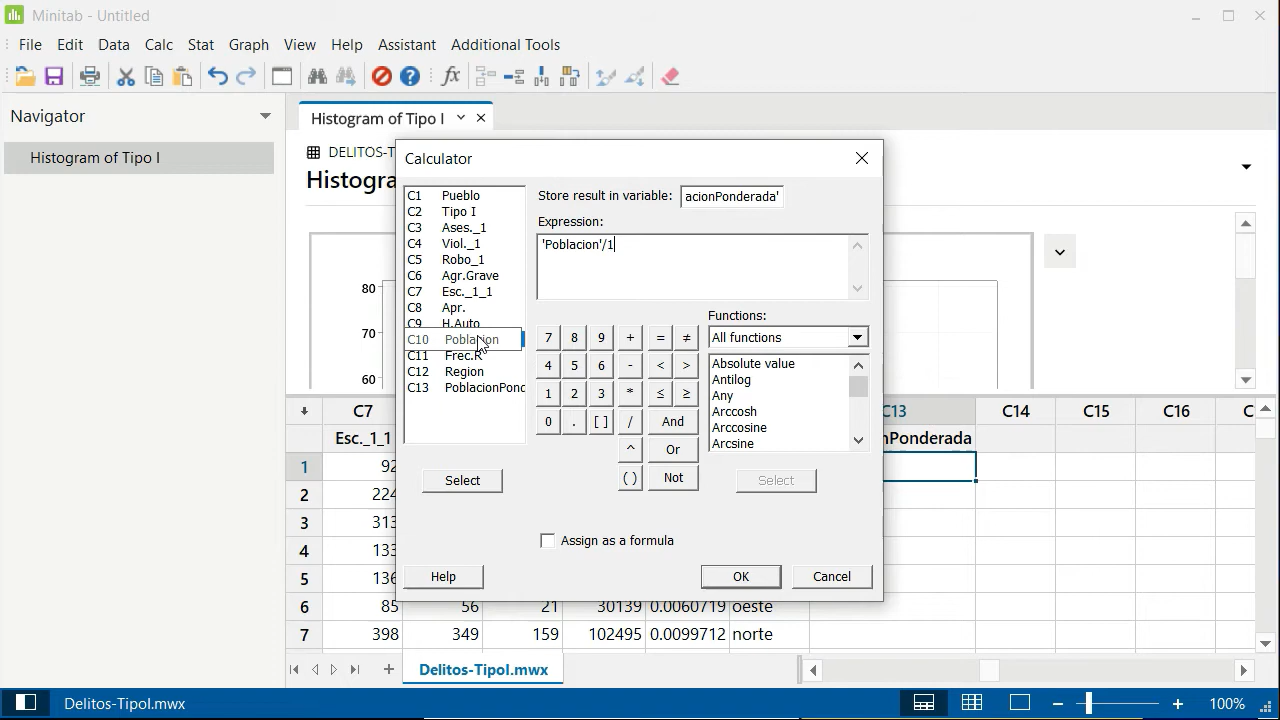 Minitab - Untitled
File Edit Data Calc Stat Graph View Help Assistant Additional Tools
Navigator
Histogram of Tipo I
Histogram of Tipo I
DELITOS-T
Histogra
80
70
60
Calculator
C1 Pueblo
C2 Tipo I
C3 Ases._1
C4 Viol._1
C5 Robo_1
C6 Agr.Grave
C7 Esc._1_1
C8 Apr.
C9 H.Auto
C10 Poblacion
C11 Frec.R
C12 Region
C13 PoblacionPond
Select
Store result in variable: acionPonderada'
Expression:
'Poblacion'/1
Functions:
All functions
7 8 9 + = ≠
4 5 6 - < >
1 2 3 * ≤ ≥
0 . [ ] / And
^ Or
( ) Not
Absolute value
Antilog
Any
Arccosh
Arccosine
Arcsine
Select
Assign as a formula
Help OK Cancel
C7 C13 C14 C15 C16 C
Esc._1_1 nPonderada
1 92
2 224
3 313
4 133
5 136
6 85 56 21 30139 0.0060719 oeste
7 398 349 159 102495 0.0099712 norte
Delitos-TipoI.mwx
Delitos-TipoI.mwx 100%